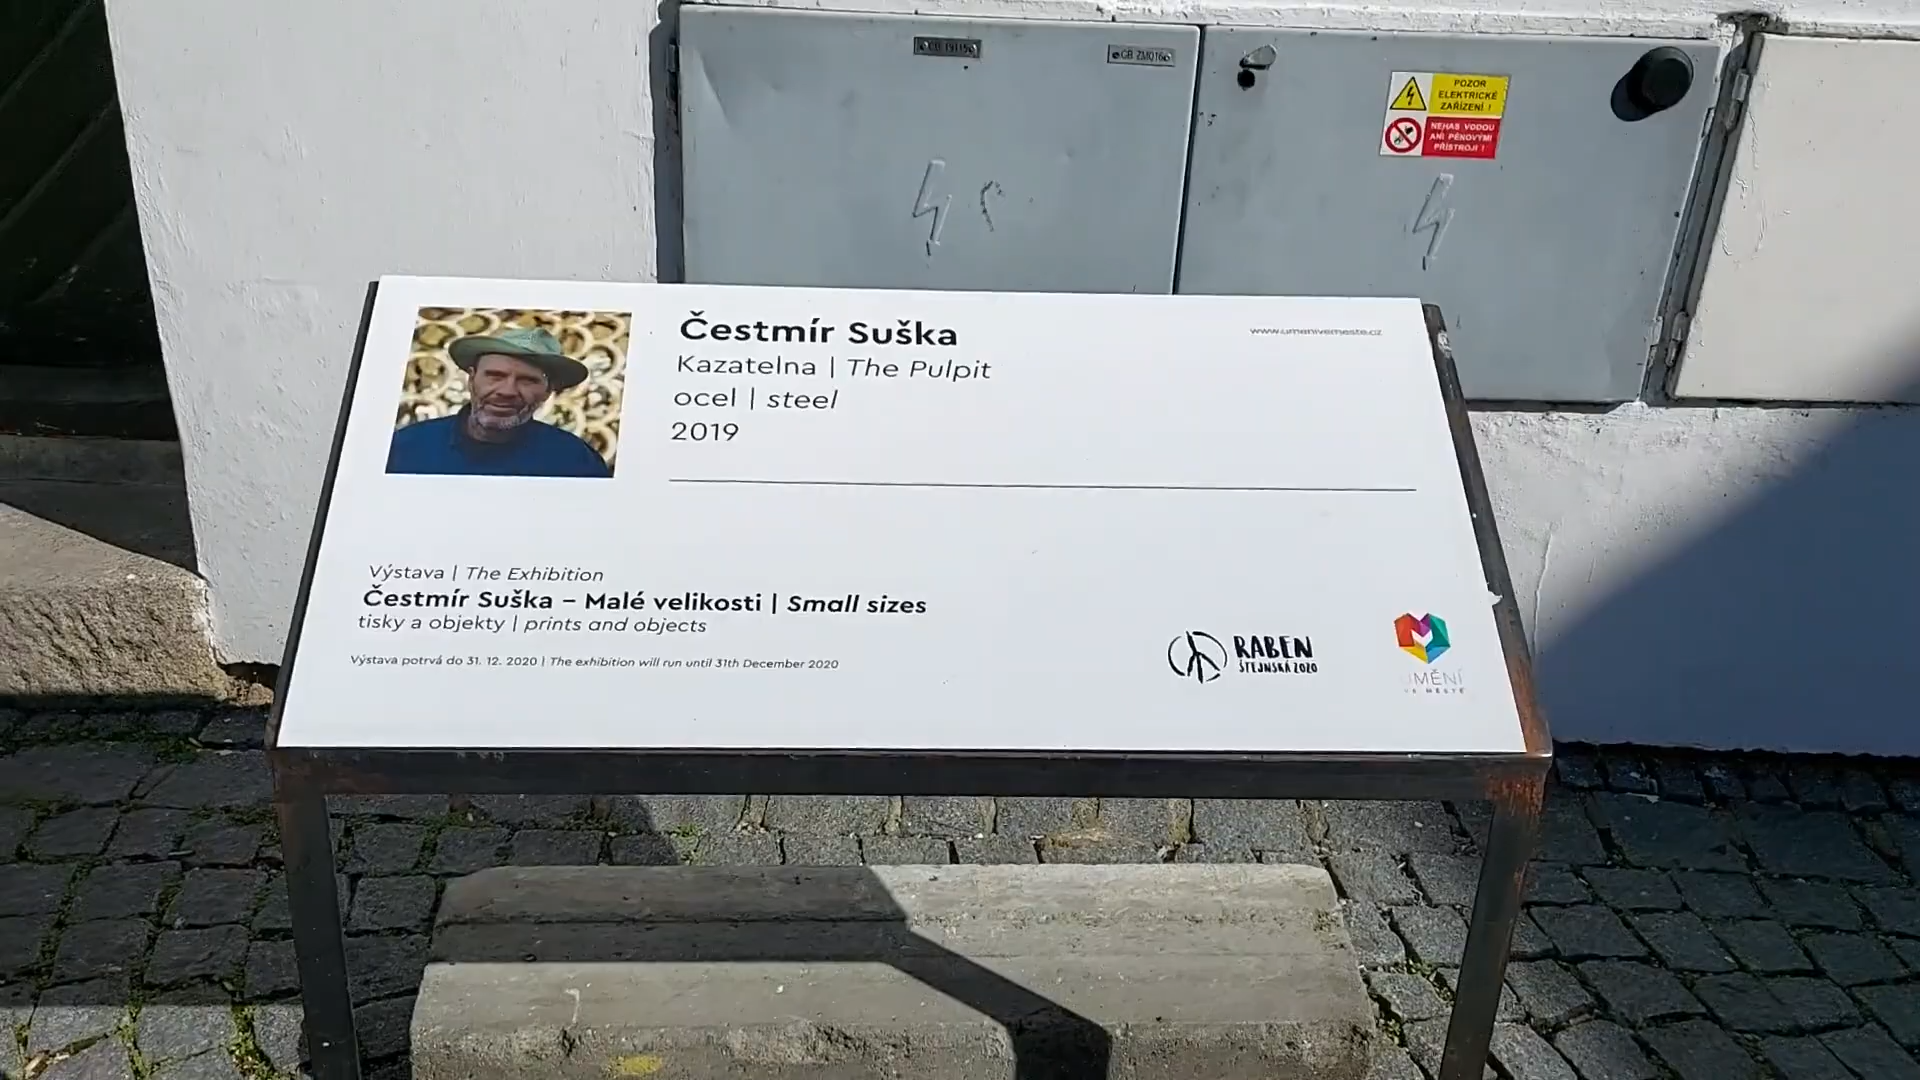 POZOR
ELEKTRICKÉ
ZAŘÍZENÍ !
NEHAS VODOU
ANI PĚNOVÝMI
PŘÍSTROJI !
Čestmír Suška
www.umenivemeste.cz
Kazatelna | The Pulpit
ocel | steel
2019
Výstava | The Exhibition
Čestmír Suška – Malé velikosti | Small sizes
tisky a objekty | prints and objects
Výstava potrvá do 31. 12. 2020 | The exhibition will run until 31th December 2020
RABEN
ŠTEJNSKÁ 2020
UMĚNÍ
VE MĚSTĚ